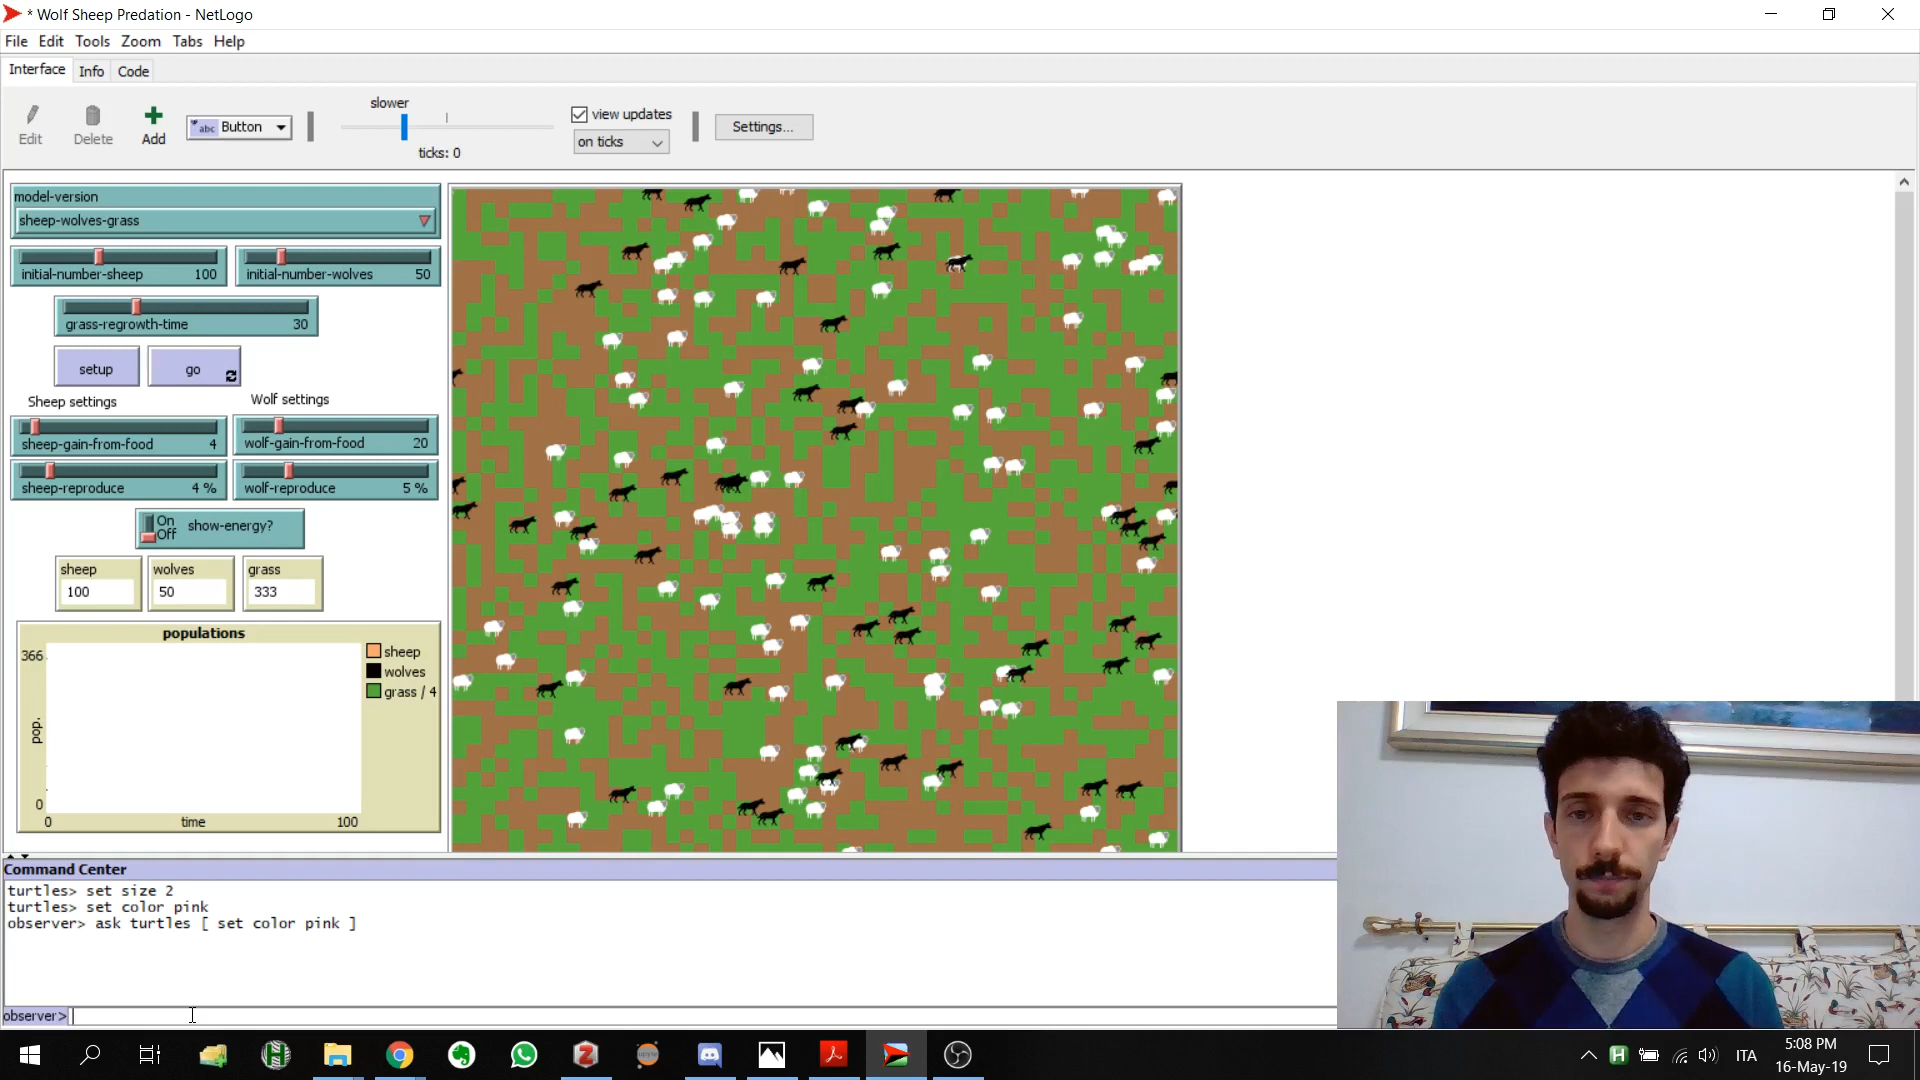 * Wolf Sheep Predation - NetLogo
File Edit Tools Zoom Tabs Help
Interface Info Code
slower
view updates
Edit Delete Add abc Button on ticks Settings...
ticks: 0
model-version
sheep-wolves-grass
initial-number-sheep 100 initial-number-wolves 50
grass-regrowth-time 30
setup go
Sheep settings Wolf settings
sheep-gain-from-food 4 wolf-gain-from-food 20
sheep-reproduce 4 % wolf-reproduce 5 %
On
Off show-energy?
sheep wolves grass
100 50 333
populations
366
pop.
0
0 time 100
sheep
wolves
grass / 4
Command Center
turtles> set size 2
turtles> set color pink
observer> ask turtles [ set color pink ]
observer>
ITA
5:08 PM
16-May-19